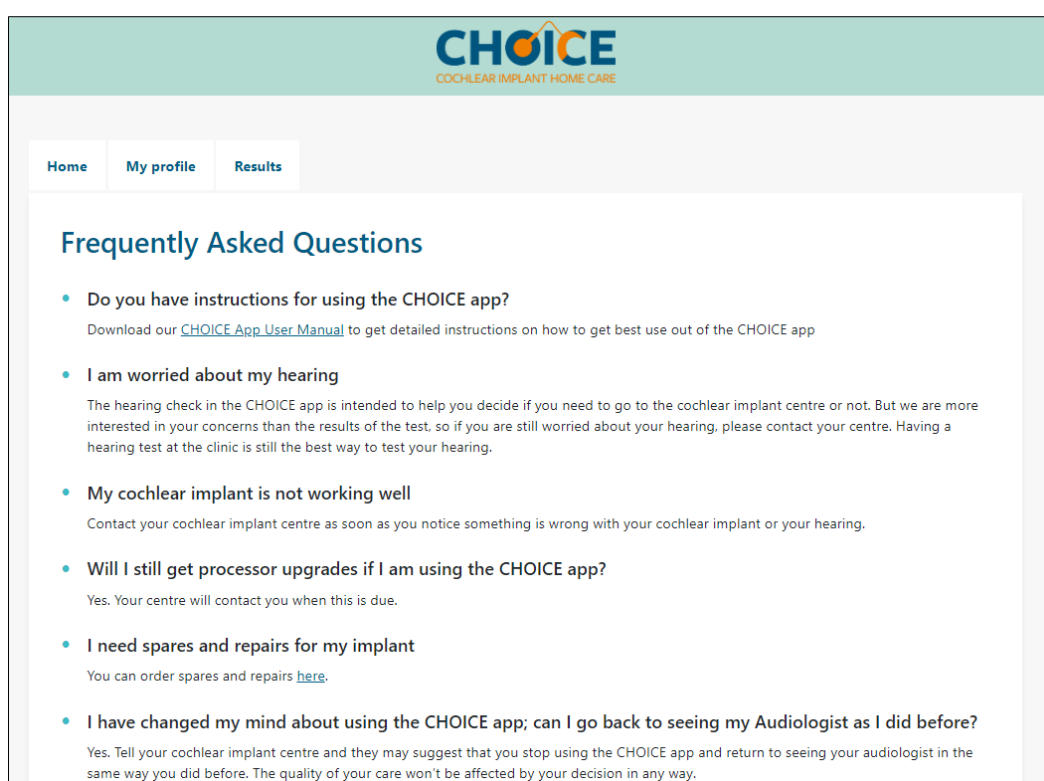 CHOICE
COCHLEAR IMPLANT HOME CARE
Home My profile Results
Frequently Asked Questions
• Do you have instructions for using the CHOICE app?
Download our CHOICE App User Manual to get detailed instructions on how to get best use out of the CHOICE app
• I am worried about my hearing
The hearing check in the CHOICE app is intended to help you decide if you need to go to the cochlear implant centre or not. But we are more
interested in your concerns than the results of the test, so if you are still worried about your hearing, please contact your centre. Having a
hearing test at the clinic is still the best way to test your hearing.
• My cochlear implant is not working well
Contact your cochlear implant centre as soon as you notice something is wrong with your cochlear implant or your hearing.
• Will I still get processor upgrades if I am using the CHOICE app?
Yes. Your centre will contact you when this is due.
• I need spares and repairs for my implant
You can order spares and repairs here.
• I have changed my mind about using the CHOICE app; can I go back to seeing my Audiologist as I did before?
Yes. Tell your cochlear implant centre and they may suggest that you stop using the CHOICE app and return to seeing your audiologist in the
same way you did before. The quality of your care won't be affected by your decision in any way.